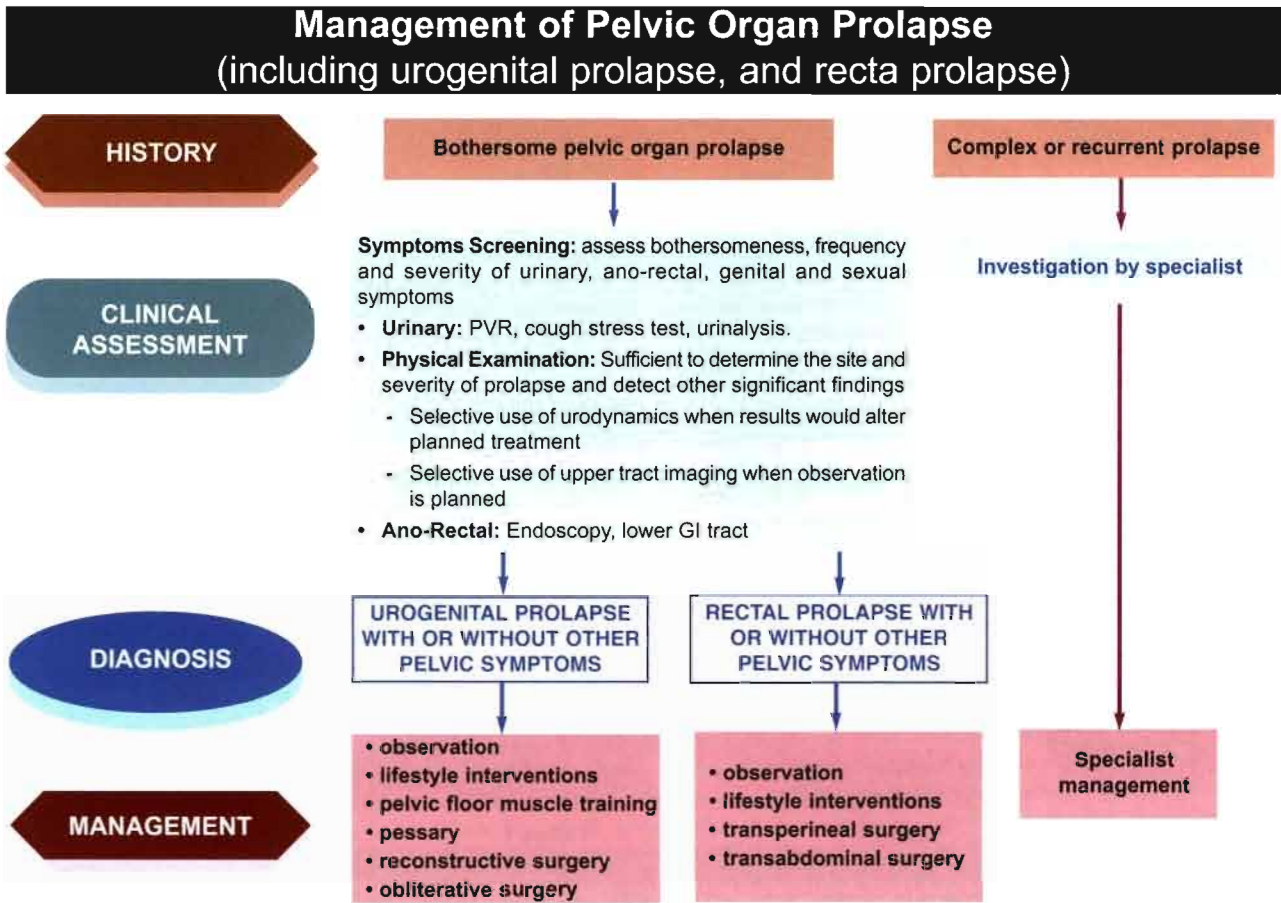 Management of Pelvic Organ Prolapse
(including urogenital prolapse, and recta prolapse)
HISTORY
Bothersome pelvic organ prolapse
Complex or recurrent prolapse
CLINICAL
ASSESSMENT
Symptoms Screening: assess bothersomeness, frequency
and severity of urinary, ano-rectal, genital and sexual
symptoms
• Urinary: PVR, cough stress test, urinalysis.
• Physical Examination: Sufficient to determine the site and
severity of prolapse and detect other significant findings
- Selective use of urodynamics when results would alter
planned treatment
- Selective use of upper tract imaging when observation
is planned
• Ano-Rectal: Endoscopy, lower GI tract
Investigation by specialist
DIAGNOSIS
UROGENITAL PROLAPSE
WITH OR WITHOUT OTHER
PELVIC SYMPTOMS
RECTAL PROLAPSE WITH
OR WITHOUT OTHER
PELVIC SYMPTOMS
MANAGEMENT
• observation
• lifestyle interventions
• pelvic floor muscle training
• pessary
• reconstructive surgery
• obliterative surgery
• observation
• lifestyle interventions
• transperineal surgery
• transabdominal surgery
Specialist
management